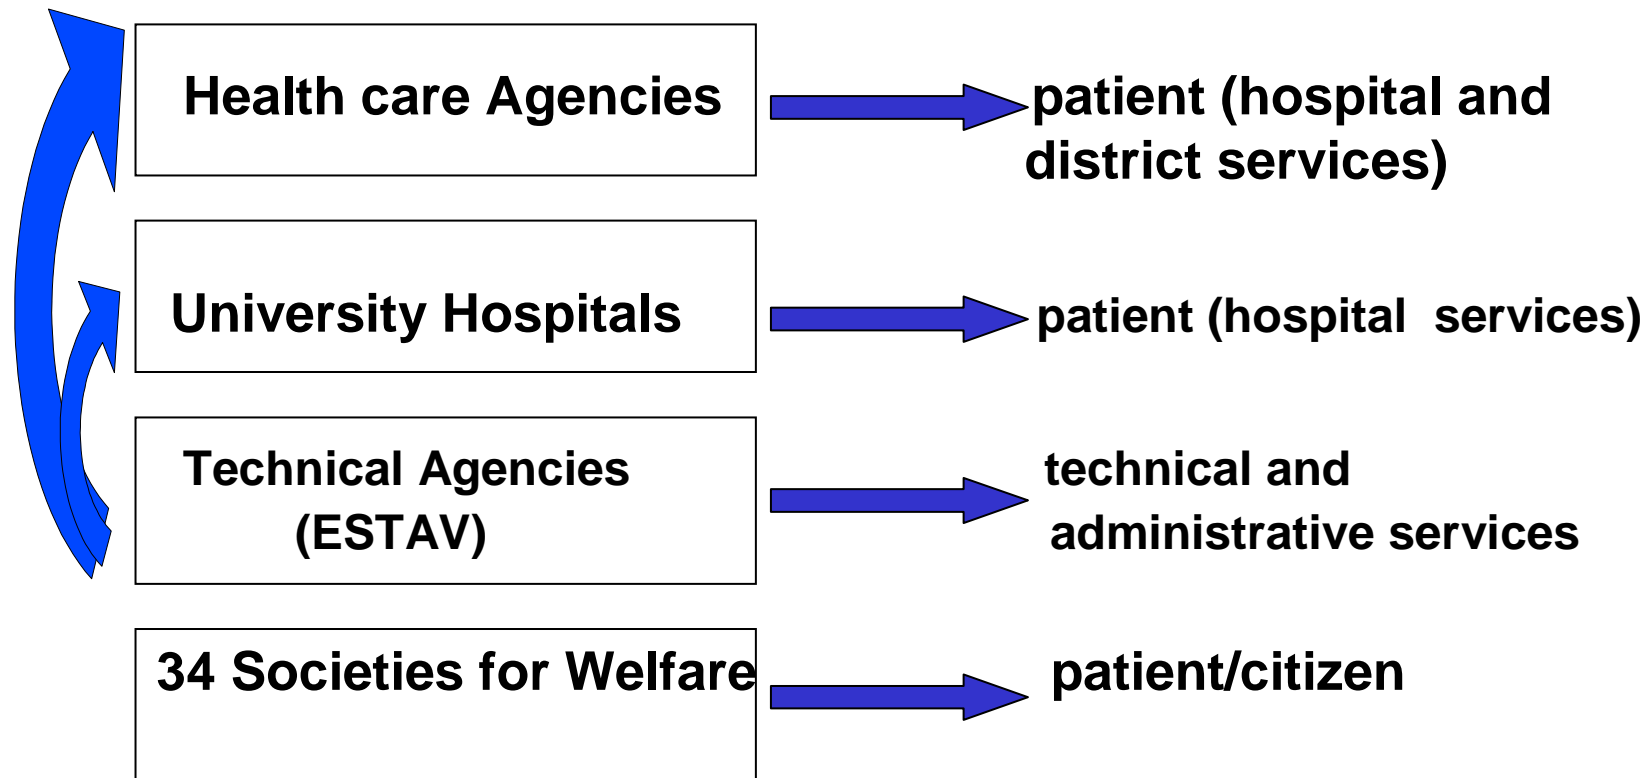 Health care Agencies
patient (hospital and
district services)
University Hospitals
patient (hospital services)
Technical Agencies
(ESTAV)
technical and
administrative services
34 Societies for Welfare
patient/citizen